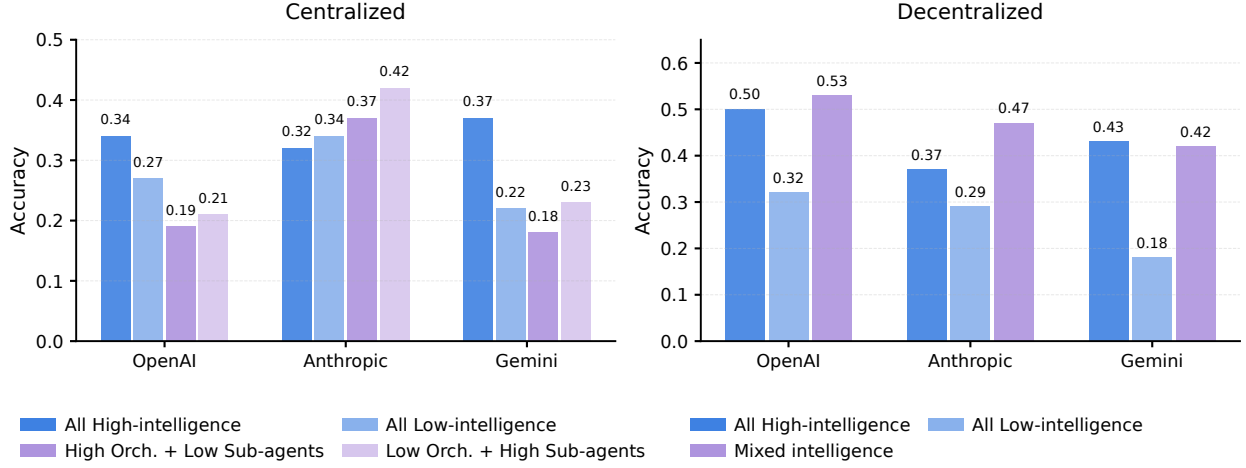 Centralized
Decentralized
Accuracy
0.5
0.4
0.3
0.2
0.1
0.0
0.34
0.27
0.19
0.21
0.32
0.34
0.37
0.42
0.37
0.22
0.18
0.23
OpenAI
Anthropic
Gemini
All High-intelligence
All Low-intelligence
High Orch. + Low Sub-agents
Low Orch. + High Sub-agents
Accuracy
0.6
0.5
0.4
0.3
0.2
0.1
0.0
0.50
0.32
0.53
0.37
0.29
0.47
0.43
0.18
0.42
OpenAI
Anthropic
Gemini
All High-intelligence
All Low-intelligence
Mixed intelligence